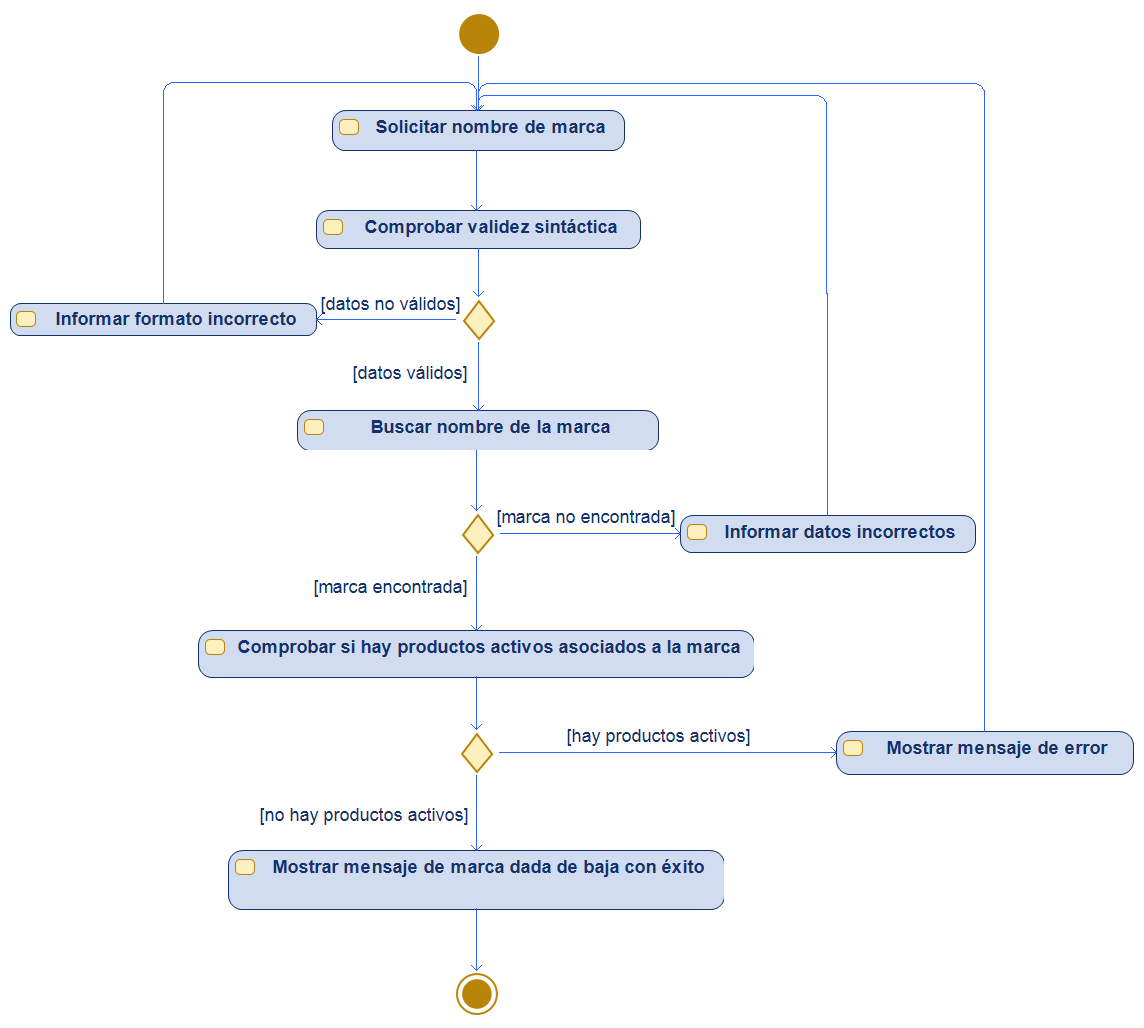 Solicitar nombre de marca
Comprobar validez sintáctica
[datos no válidos]
Informar formato incorrecto
[datos válidos]
Buscar nombre de la marca
[marca no encontrada]
Informar datos incorrectos
[marca encontrada]
Comprobar si hay productos activos asociados a la marca
[hay productos activos]
Mostrar mensaje de error
[no hay productos activos]
Mostrar mensaje de marca dada de baja con éxito